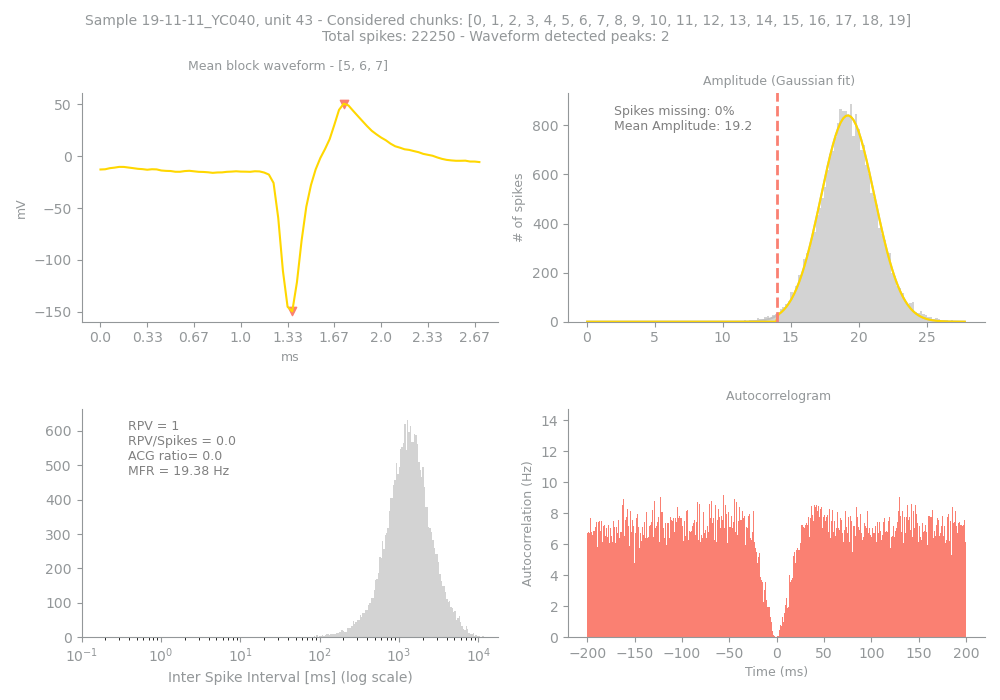 Sample 19-11-11_YC040, unit 43 - Considered chunks: [0, 1, 2, 3, 4, 5, 6, 7, 8, 9, 10, 11, 12, 13, 14, 15, 16, 17, 18, 19]
Total spikes: 22250 - Waveform detected peaks: 2
Mean block waveform - [5, 6, 7]
50
0
−50
−100
−150
mV
0.0 0.33 0.67 1.0 1.33 1.67 2.0 2.33 2.67
ms
Amplitude (Gaussian fit)
Spikes missing: 0%
Mean Amplitude: 19.2
800
600
400
200
0
# of spikes
0 5 10 15 20 25
RPV = 1
RPV/Spikes = 0.0
ACG ratio= 0.0
MFR = 19.38 Hz
600
500
400
300
200
100
0
10⁻¹ 10⁰ 10¹ 10² 10³ 10⁴
Inter Spike Interval [ms] (log scale)
Autocorrelogram
14
12
10
8
6
4
2
0
Autocorrelation (Hz)
−200 −150 −100 −50 0 50 100 150 200
Time (ms)